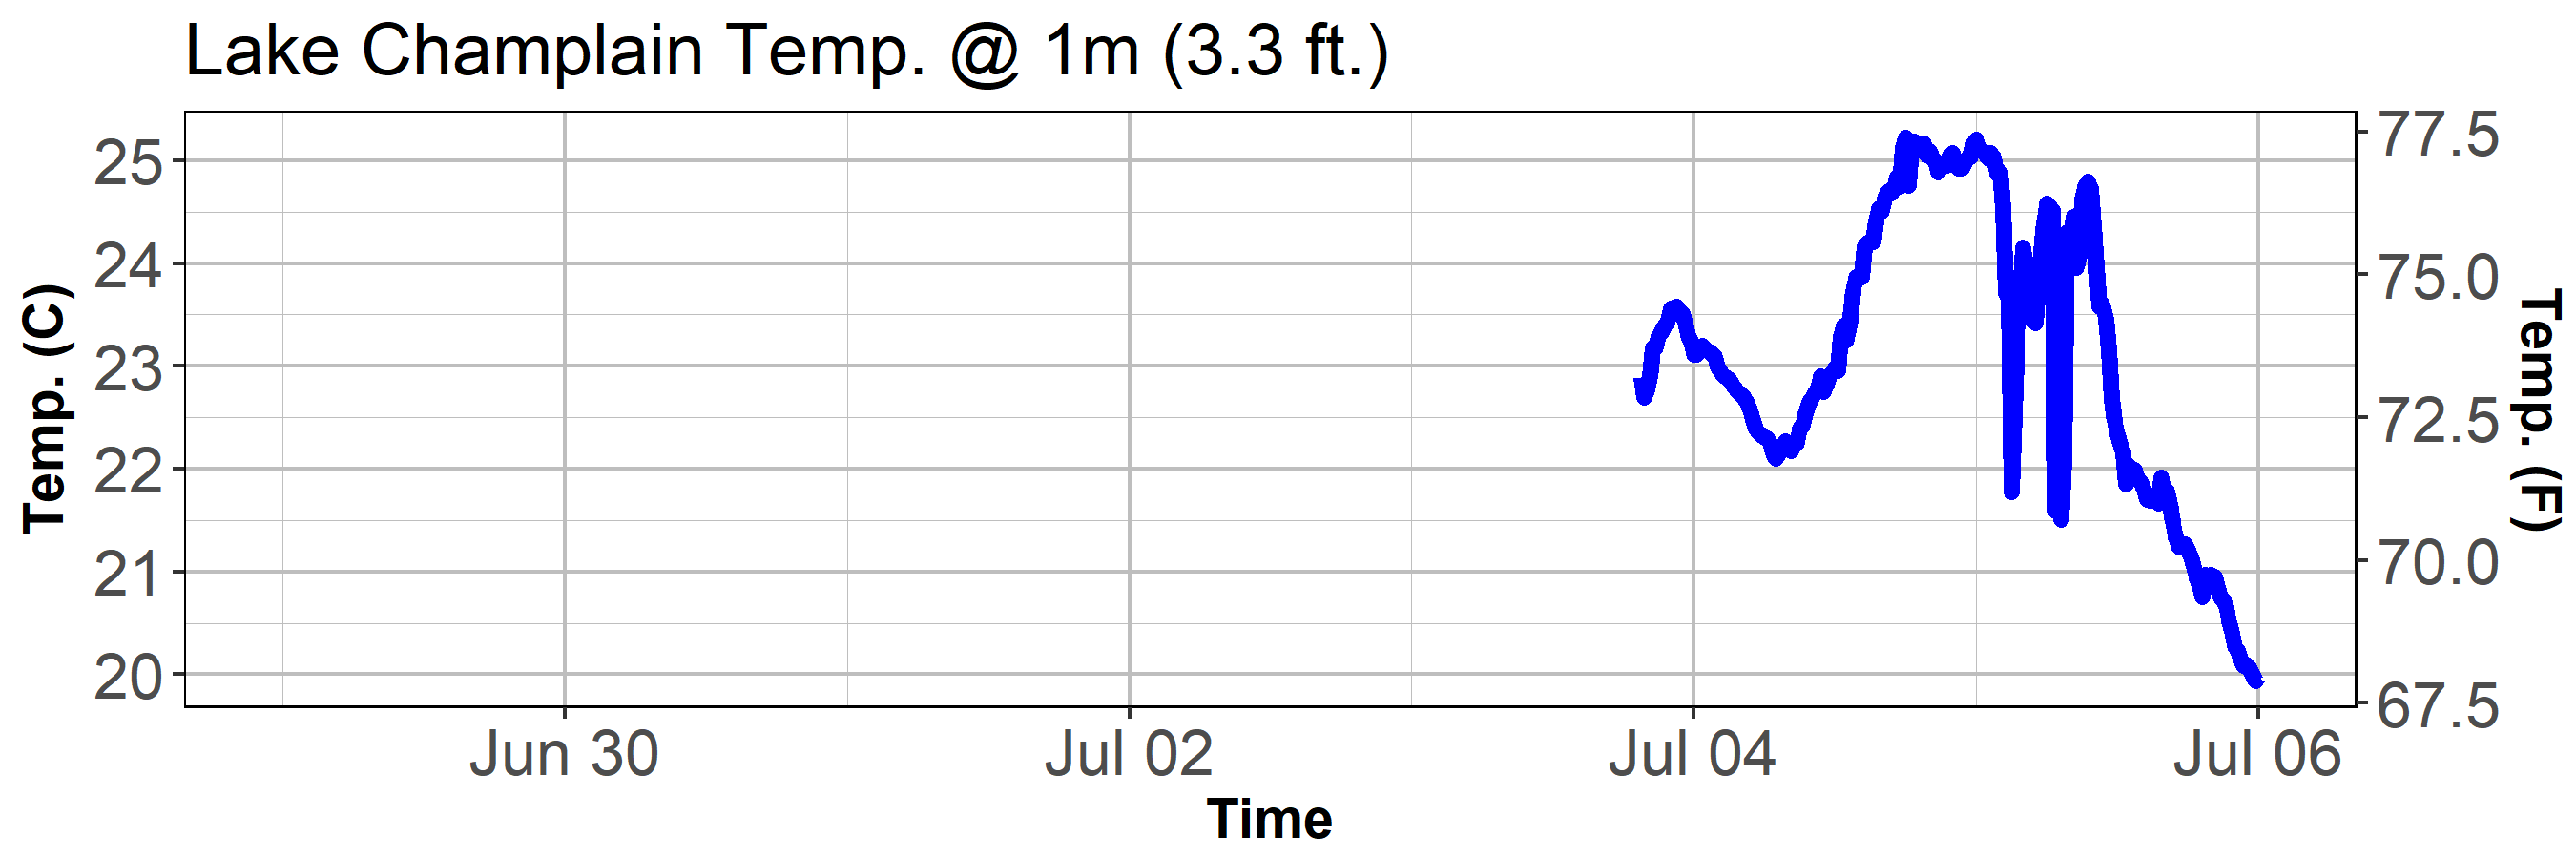 Lake Champlain Temp. @ 1m (3.3 ft.)
Temp. (C)
25
24
23
22
21
20
77.5
75.0
72.5
70.0
67.5
Temp. (F)
Jun 30
Jul 02
Jul 04
Jul 06
Time